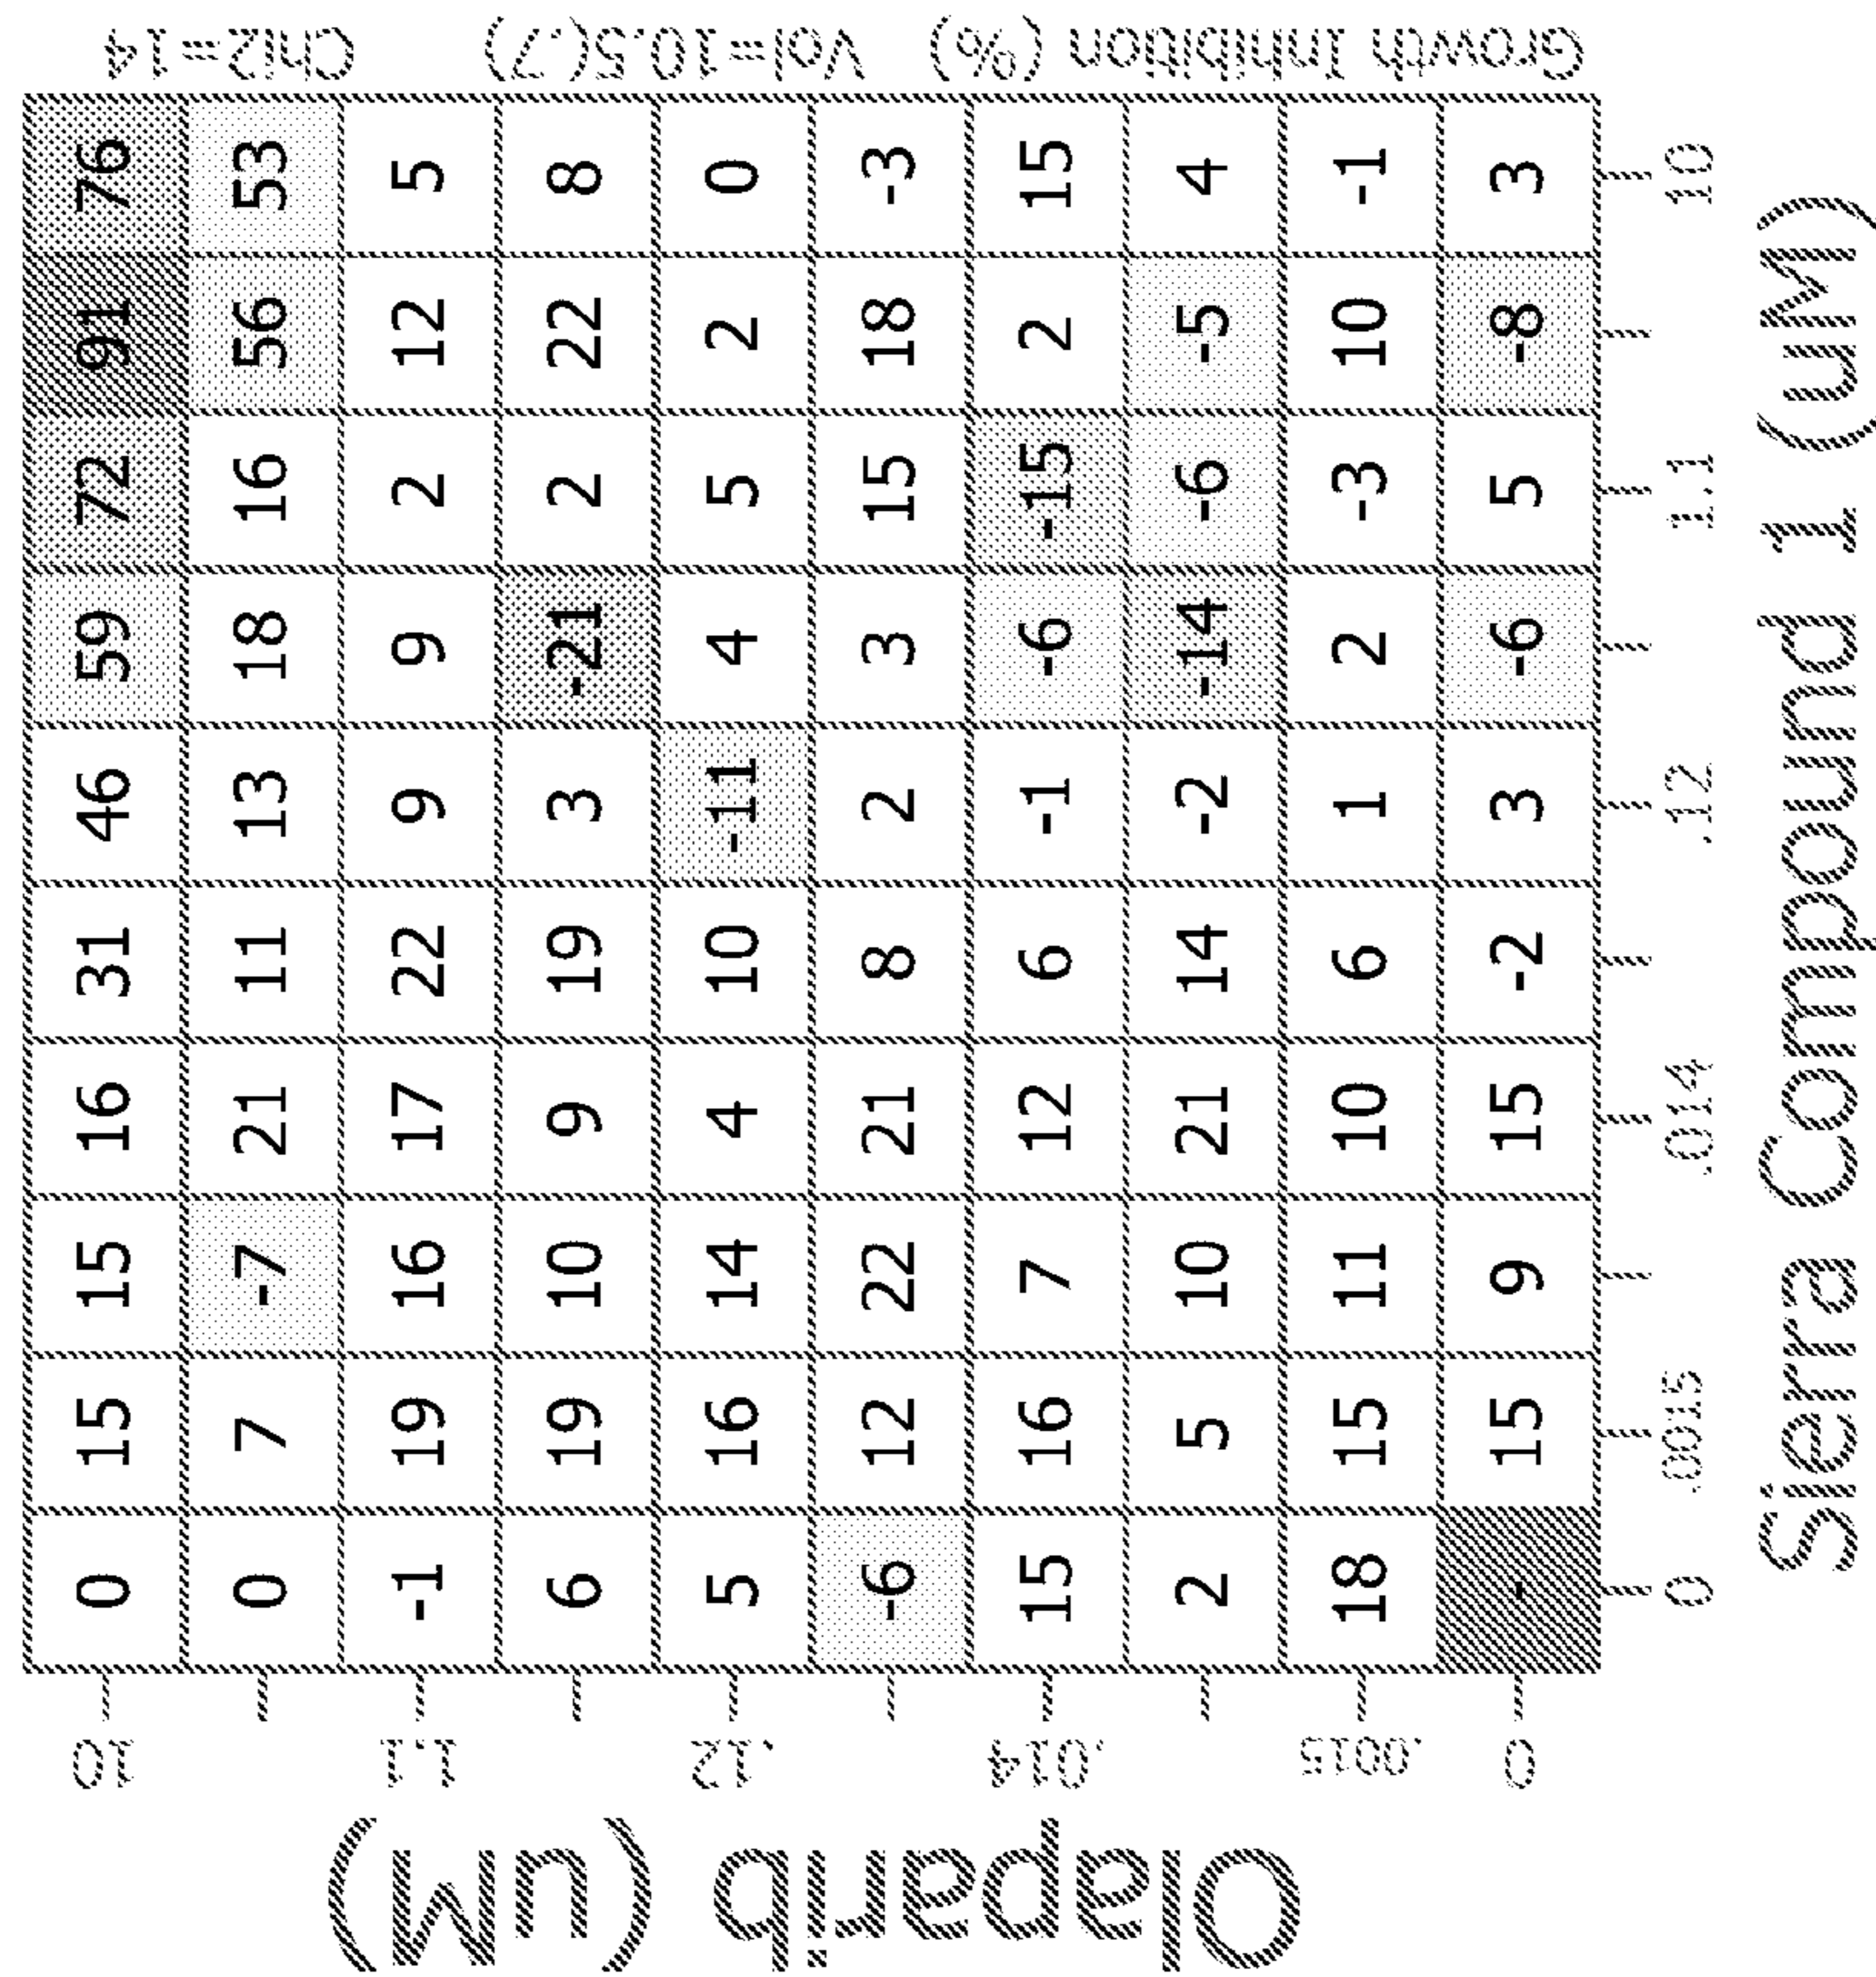 Olaparib (uM)
10 0 15 15 16 31 46 59 72 91 76
0 7 -7 21 11 13 18 16 56 53
1.1 -1 19 16 17 22 9 9 2 12 5
6 19 10 9 19 3 -21 2 22 8
.12 5 16 14 4 10 -11 4 5 2 0
-6 12 22 21 8 2 3 15 18 -3
.014 15 16 7 12 6 -1 -6 -15 2 15
2 5 10 21 14 -2 -14 -6 -5 4
.0015 18 15 11 10 6 1 2 -3 10 -1
0 - 15 9 15 -2 3 -6 5 -8 3
0 .0015 .014 .12 1.1 10
Sierra Compound 1 (uM)
Growth Inhibition (%) Vol=10.5(.7) Chi2=14